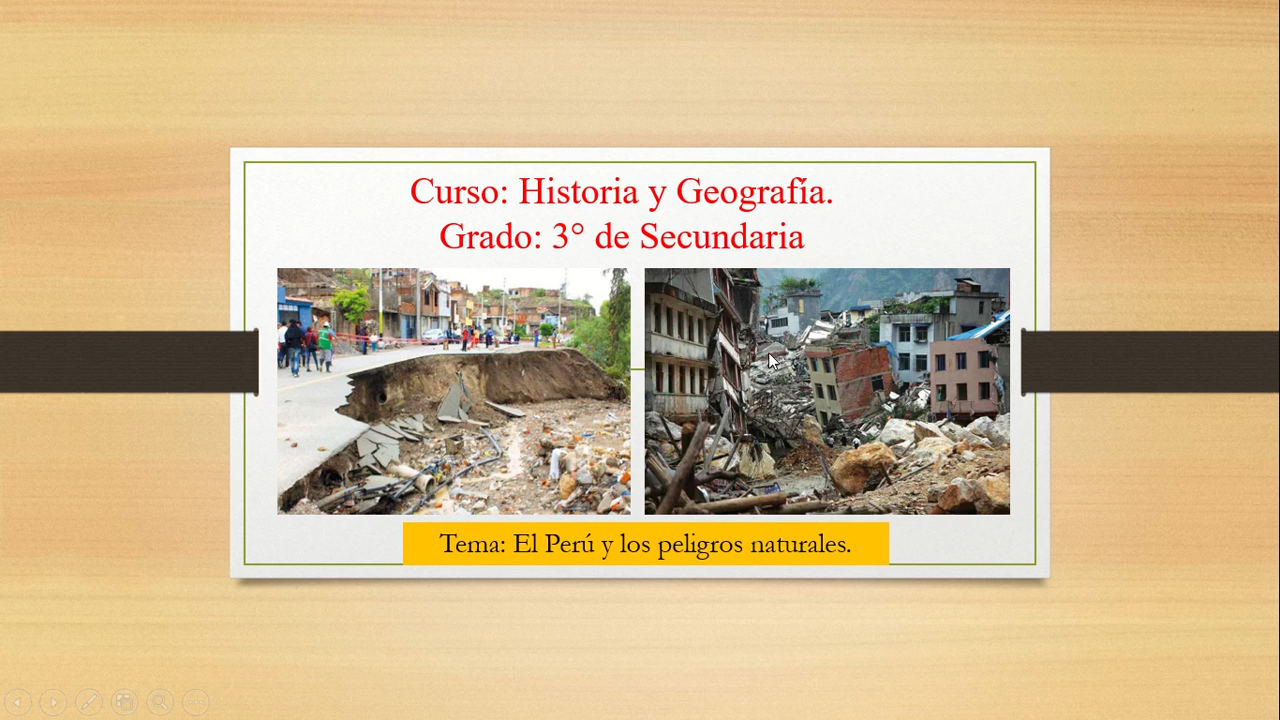 Curso: Historia y Geografía.
Grado: 3° de Secundaria
Tema: El Perú y los peligros naturales.